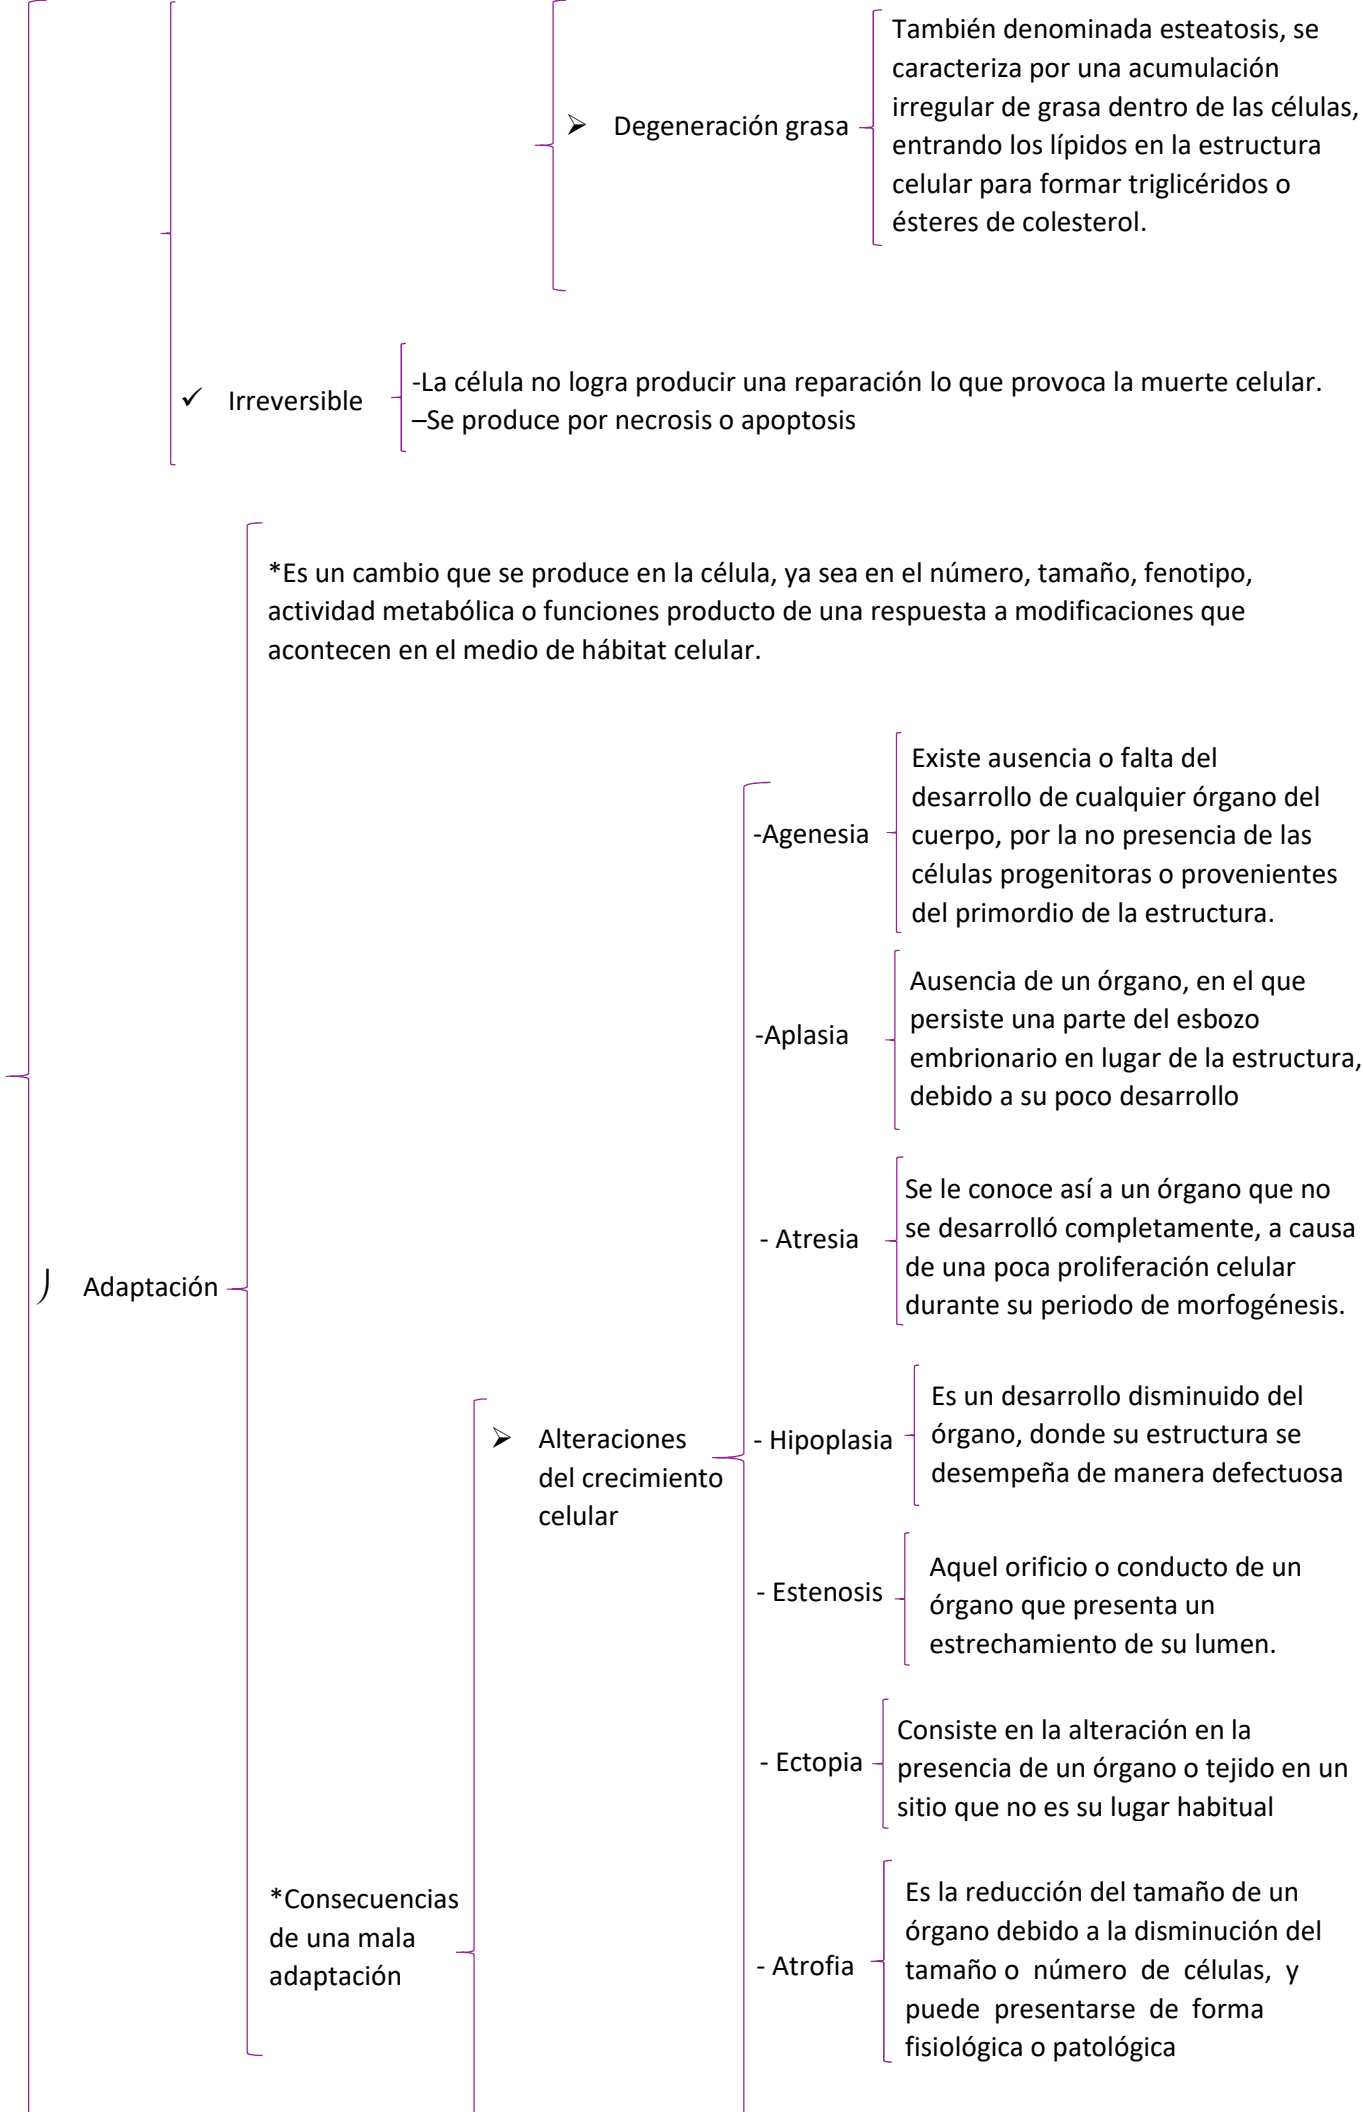 También denominada esteatosis, se
caracteriza por una acumulación
irregular de grasa dentro de las células,
➢ Degeneración grasa
entrando los lípidos en la estructura
celular para formar triglicéridos o
ésteres de colesterol.
✓ Irreversible
-La célula no logra producir una reparación lo que provoca la muerte celular.
–Se produce por necrosis o apoptosis
*Es un cambio que se produce en la célula, ya sea en el número, tamaño, fenotipo,
actividad metabólica o funciones producto de una respuesta a modificaciones que
acontecen en el medio de hábitat celular.
-Agenesia
Existe ausencia o falta del
desarrollo de cualquier órgano del
cuerpo, por la no presencia de las
células progenitoras o provenientes
del primordio de la estructura.
-Aplasia
Ausencia de un órgano, en el que
persiste una parte del esbozo
embrionario en lugar de la estructura,
debido a su poco desarrollo
- Atresia
Se le conoce así a un órgano que no
se desarrolló completamente, a causa
de una poca proliferación celular
durante su periodo de morfogénesis.
Adaptación
➢ Alteraciones
del crecimiento
celular
- Hipoplasia
Es un desarrollo disminuido del
órgano, donde su estructura se
desempeña de manera defectuosa
- Estenosis
Aquel orificio o conducto de un
órgano que presenta un
estrechamiento de su lumen.
- Ectopia
Consiste en la alteración en la
presencia de un órgano o tejido en un
sitio que no es su lugar habitual
*Consecuencias
de una mala
adaptación
- Atrofia
Es la reducción del tamaño de un
órgano debido a la disminución del
tamaño o número de células, y
puede presentarse de forma
fisiológica o patológica